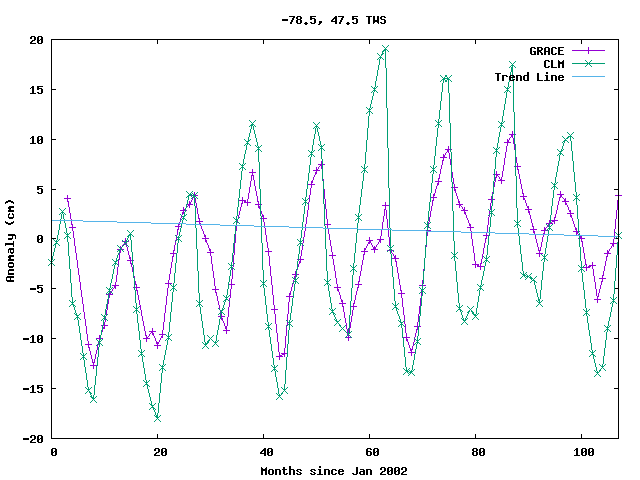 -78.5, 47.5 TWS
GRACE
CLM
Trend Line
20
15
10
5
0
-5
-10
-15
-20
Anomaly (cm)
0 20 40 60 80 100
Months since Jan 2002